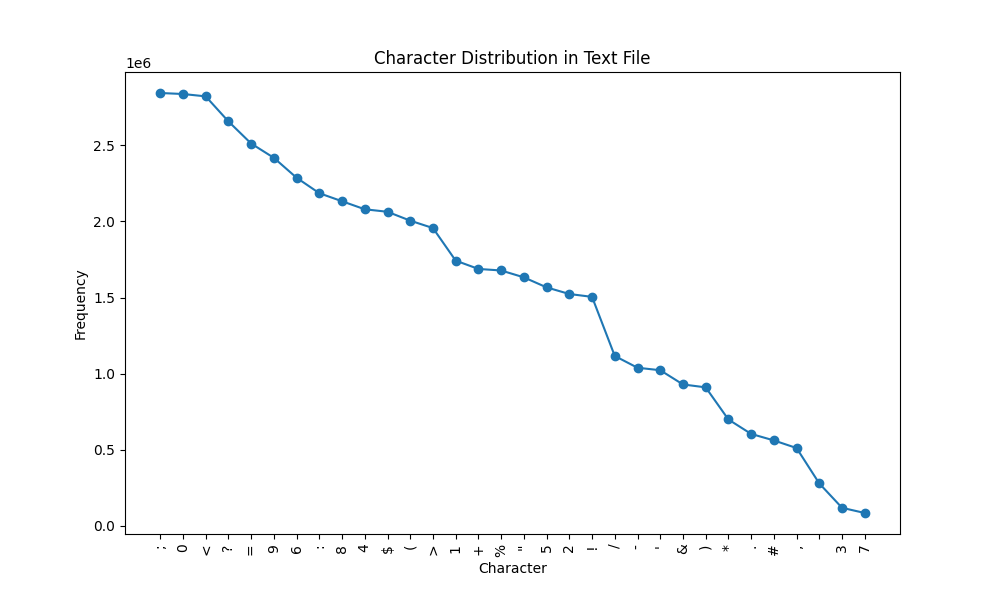 Character Distribution in Text File
1e6
2.5
2.0
1.5
1.0
0.5
0.0
Frequency
; 0 < ? = 9 6 : 8 4 $ ( > 1 + % " 5 2 ! / - ' & ) * . # , 3 7
Character